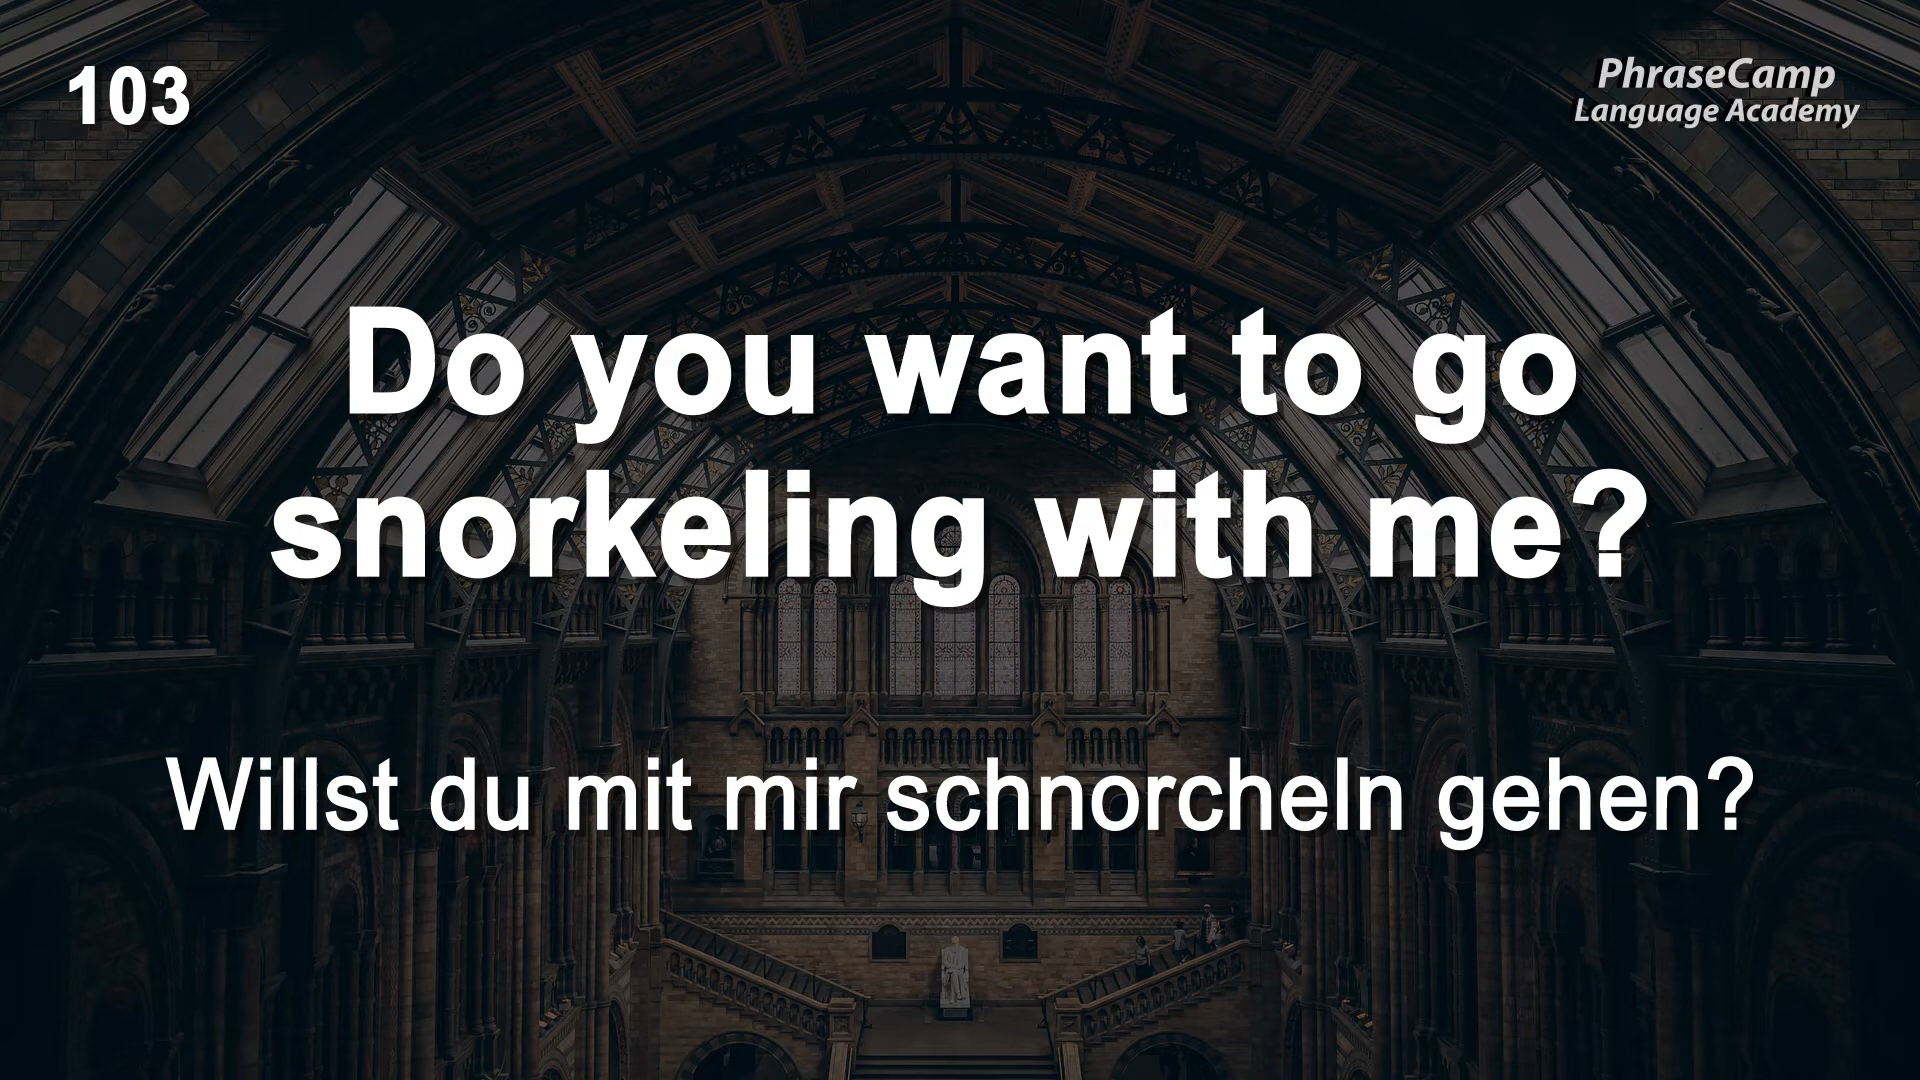 103
PhraseCamp
Language Academy
Do you want to go
snorkeling with me?
Willst du mit mir schnorcheln gehen?